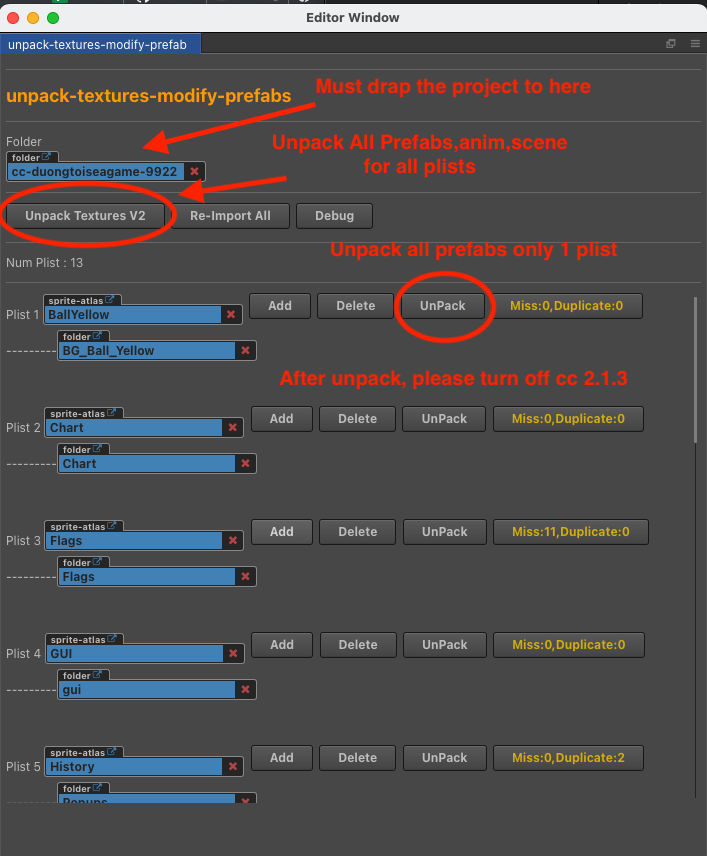 Editor Window
unpack-textures-modify-prefab
unpack-textures-modify-prefabs
Must drap the project to here
Folder
folder
cc-duongtoiseagame-9922
Unpack All Prefabs,anim,scene
for all plists
Unpack Textures V2 Re-Import All Debug
Unpack all prefabs only 1 plist
Num Plist : 13
sprite-atlas
Plist 1 BallYellow Add Delete UnPack Miss:0,Duplicate:0
folder
--------- BG_Ball_Yellow
After unpack, please turn off cc 2.1.3
sprite-atlas
Plist 2 Chart Add Delete UnPack Miss:0,Duplicate:0
folder
--------- Chart
sprite-atlas
Plist 3 Flags Add Delete UnPack Miss:11,Duplicate:0
folder
--------- Flags
sprite-atlas
Plist 4 GUI Add Delete UnPack Miss:0,Duplicate:0
folder
--------- gui
sprite-atlas
Plist 5 History Add Delete UnPack Miss:0,Duplicate:2
folder
--------- Popups